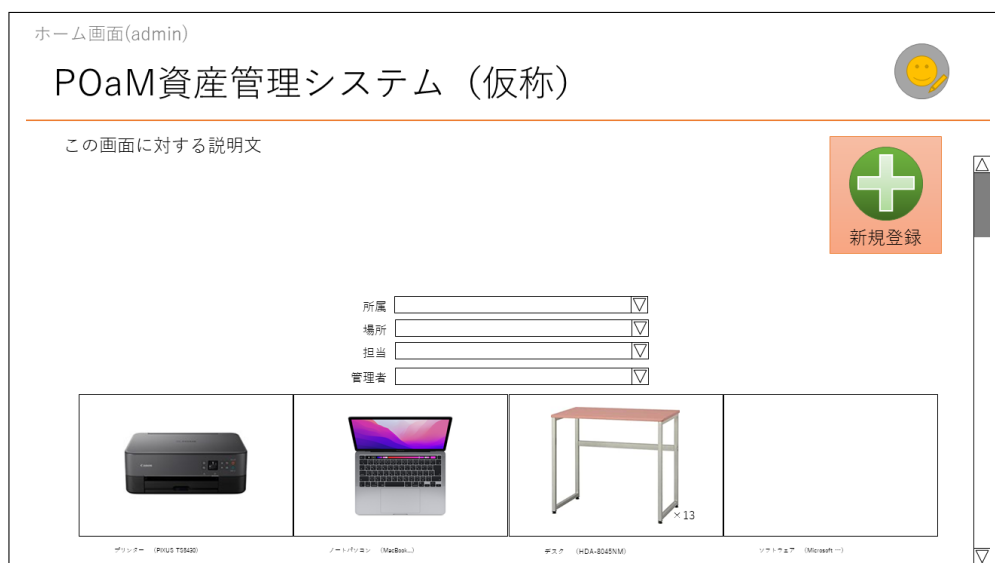 ホーム画面(admin)
POaM資産管理システム（仮称）
この画面に対する説明文
新規登録
所属
場所
担当
管理者
×13
プリンター （PIXUS TS8430）
ノートパソコン （MacBook…）
デスク （HDA-8045NM）
ソフトウェア （Microsoft …）